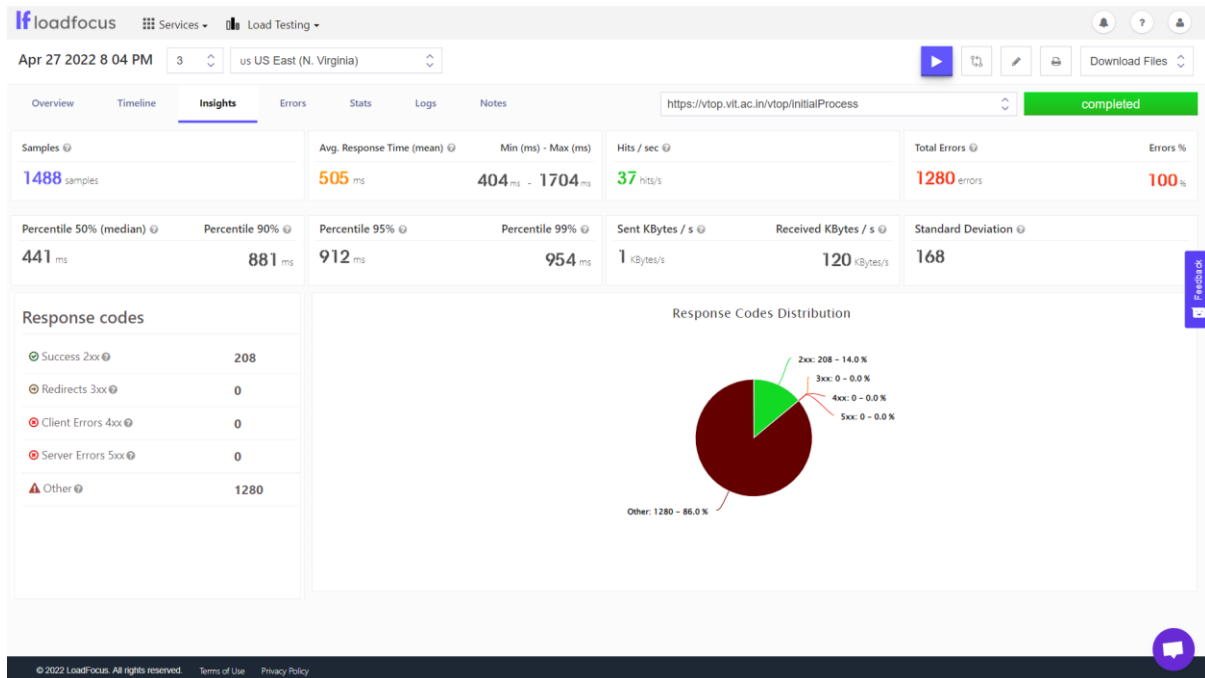 lf loadfocus Services Load Testing ?
Apr 27 2022 8 04 PM 3 us US East (N. Virginia) Download Files
Overview Timeline Insights Errors Stats Logs Notes https://vtop.vit.ac.in/vtop/initialProcess completed
Samples Avg. Response Time (mean) Min (ms) - Max (ms) Hits / sec Total Errors Errors %
1488 samples 505 ms 404 ms - 1704 ms 37 hits/s 1280 errors 100 %
Percentile 50% (median) Percentile 90% Percentile 95% Percentile 99% Sent KBytes / s Received KBytes / s Standard Deviation
441 ms 881 ms 912 ms 954 ms 1 KBytes/s 120 KBytes/s 168
Feedback
Response codes
Success 2xx 208
Redirects 3xx 0
Client Errors 4xx 0
Server Errors 5xx 0
Other 1280
Response Codes Distribution
2xx: 208 – 14.0 %
3xx: 0 – 0.0 %
4xx: 0 – 0.0 %
5xx: 0 – 0.0 %
Other: 1280 – 86.0 %
© 2022 LoadFocus. All rights reserved. Terms of Use Privacy Policy